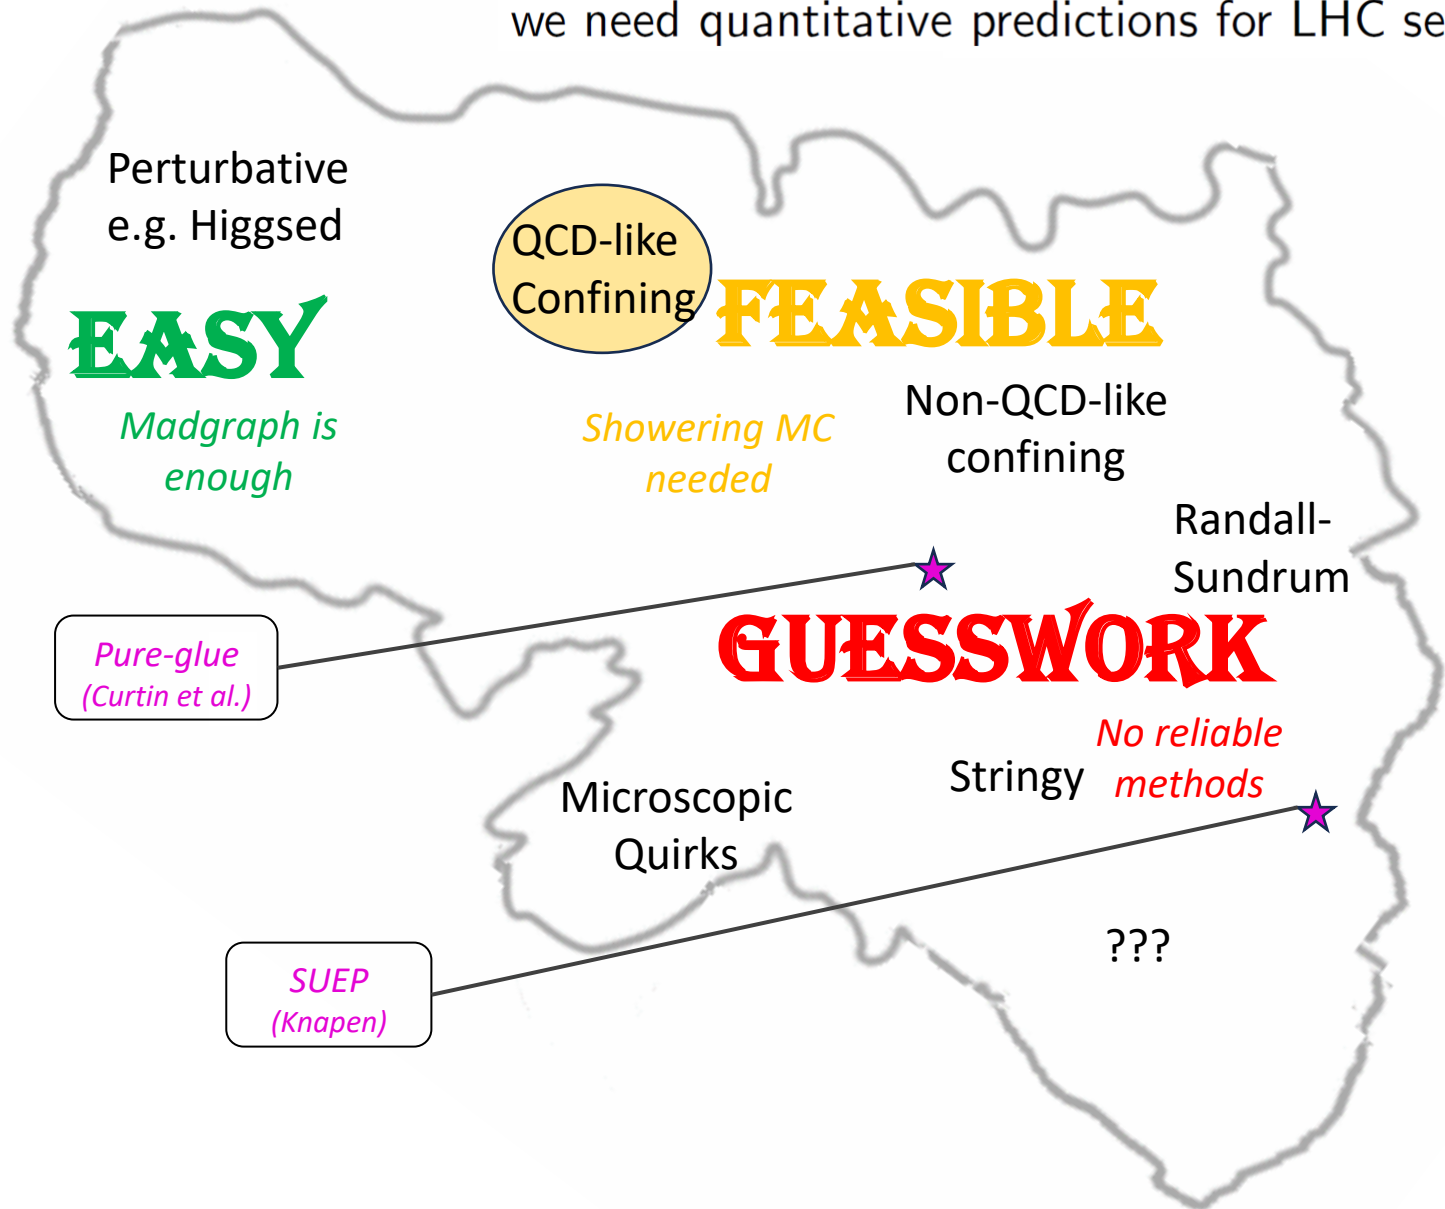 we need quantitative predictions for LHC se
Perturbative
e.g. Higgsed
EASY
Madgraph is
enough
QCD-like
Confining
FEASIBLE
Showering MC
needed
Non-QCD-like
confining
Randall-
Sundrum
GUESSWORK
No reliable
methods
Stringy
Pure-glue
(Curtin et al.)
Microscopic
Quirks
SUEP
(Knapen)
???